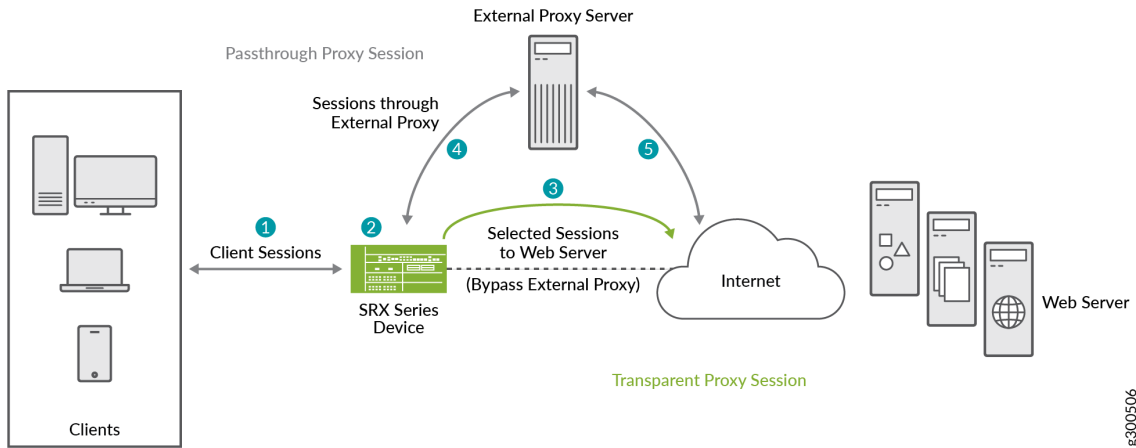 External Proxy Server
Passthrough Proxy Session
Sessions through
External Proxy
4
5
3
1
2
Client Sessions
Selected Sessions
to Web Server
(Bypass External Proxy)
Internet
SRX Series
Device
Web Server
Transparent Proxy Session
Clients
g300506